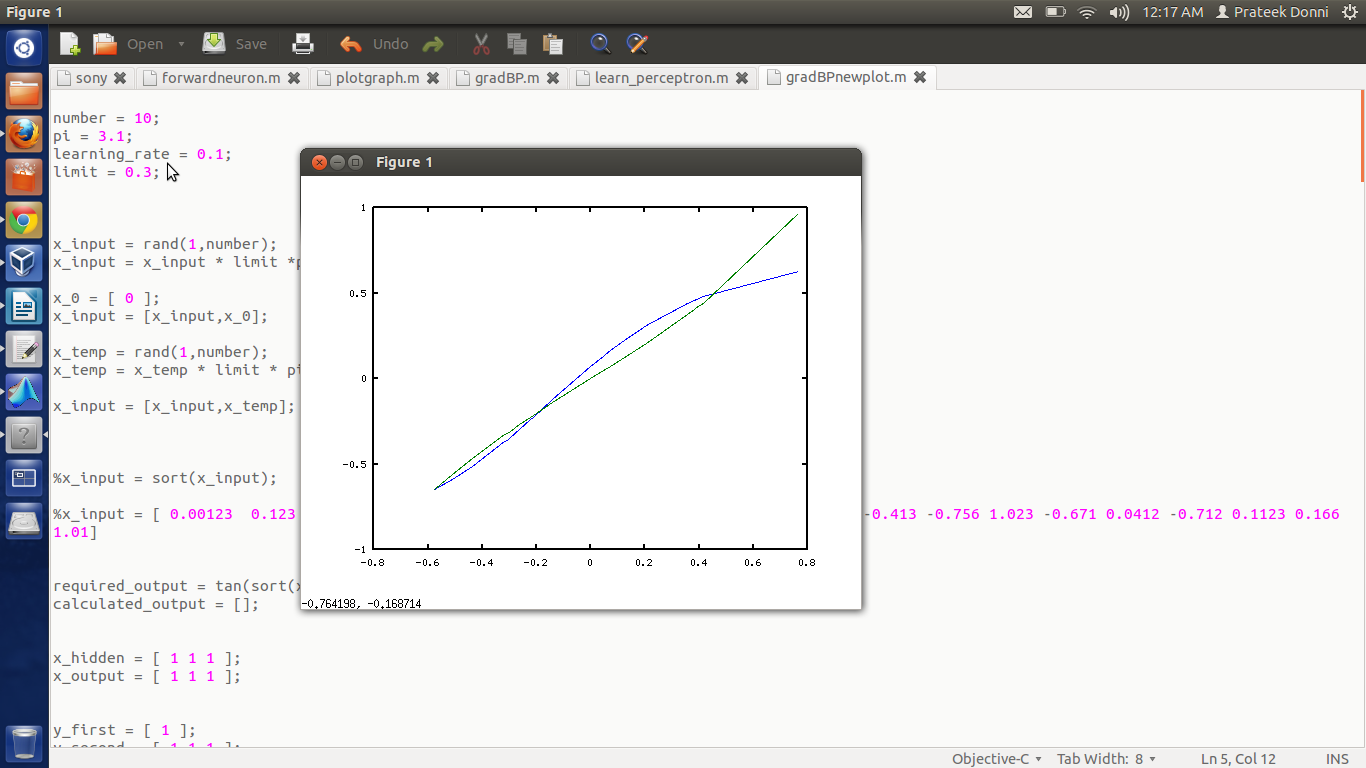 Figure 1
12:17 AM Prateek Donni
Open Save Undo
sony forwardneuron.m plotgraph.m gradBP.m learn_perceptron.m gradBPnewplot.m
number = 10;
pi = 3.1;
learning_rate = 0.1;
limit = 0.3;
x_input = rand(1,number);
x_input = x_input * limit *p
x_0 = [ 0 ];
x_input = [x_input,x_0];
x_temp = rand(1,number);
x_temp = x_temp * limit * pi
x_input = [x_input,x_temp];
%x_input = sort(x_input);
%x_input = [ 0.00123 0.123 -0.413 -0.756 1.023 -0.671 0.0412 -0.712 0.1123 0.166
1.01]
required_output = tan(sort(x
calculated_output = [];
x_hidden = [ 1 1 1 ];
x_output = [ 1 1 1 ];
y_first = [ 1 ];
Figure 1
1
0.5
0
-0.5
-1
-0.8 -0.6 -0.4 -0.2 0 0.2 0.4 0.6 0.8
-0.764198, -0.168714
Objective-C Tab Width: 8 Ln 5, Col 12 INS